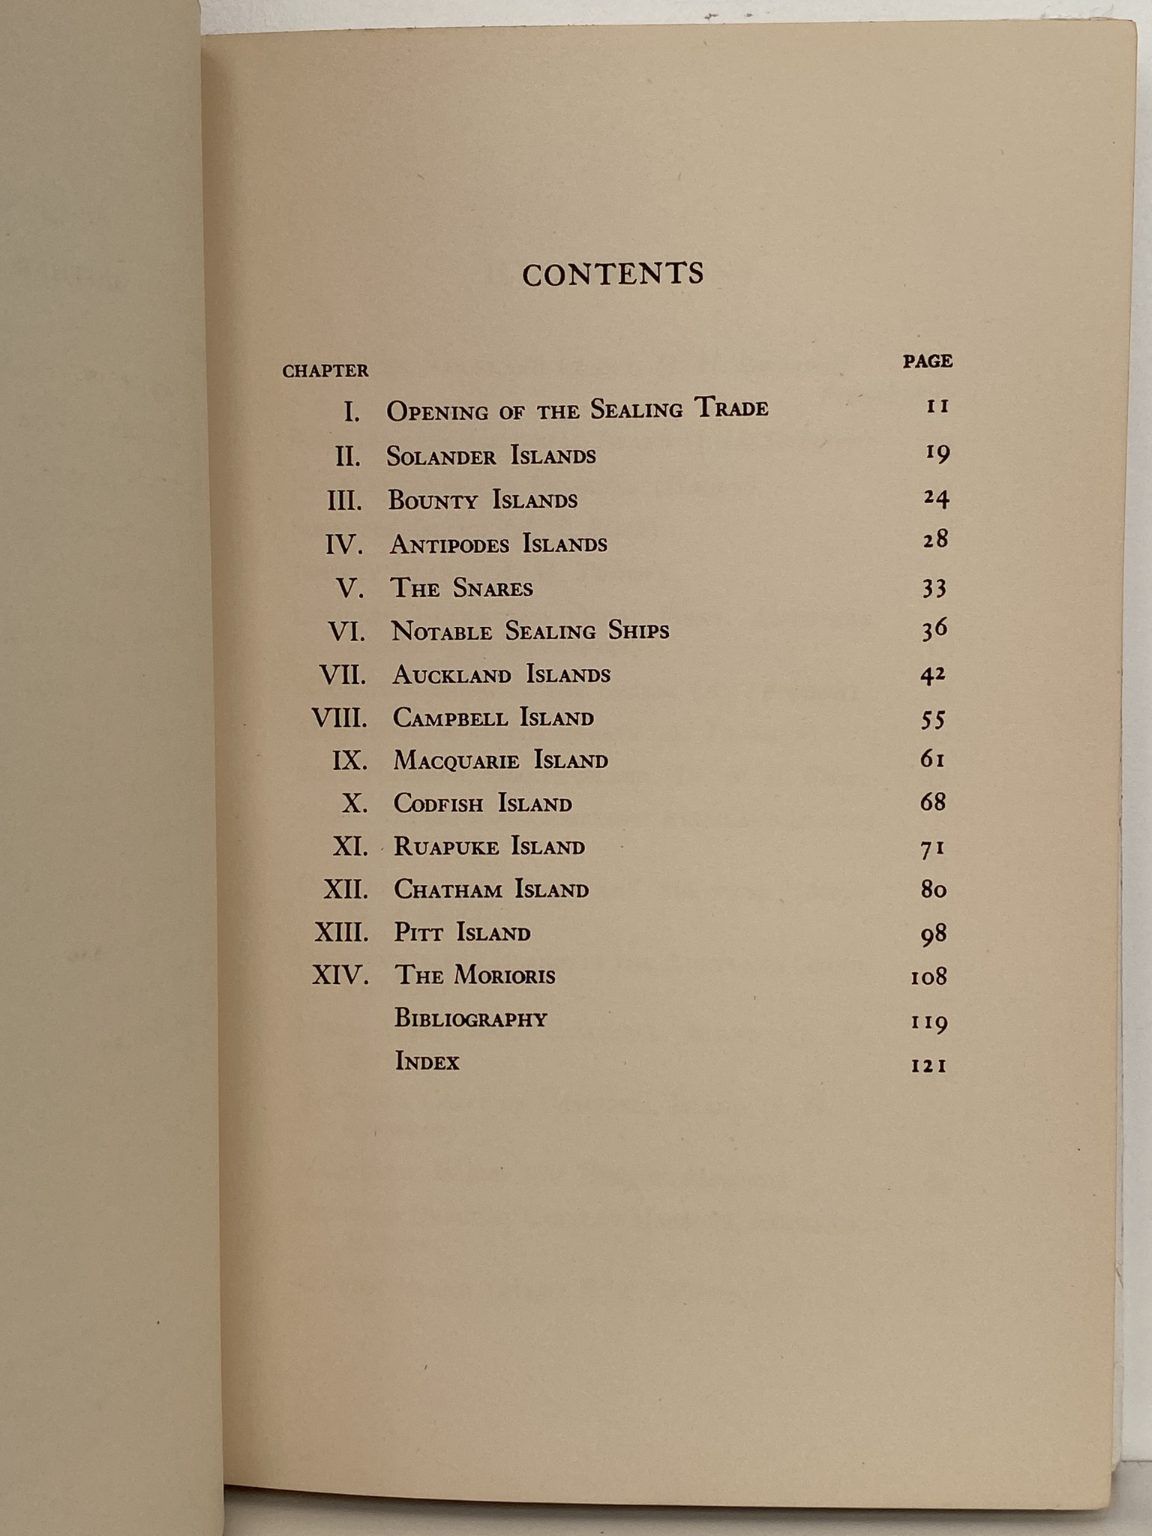 CONTENTS
CHAPTER PAGE
I. OPENING OF THE SEALING TRADE 11
II. SOLANDER ISLANDS 19
III. BOUNTY ISLANDS 24
IV. ANTIPODES ISLANDS 28
V. THE SNARES 33
VI. NOTABLE SEALING SHIPS 36
VII. AUCKLAND ISLANDS 42
VIII. CAMPBELL ISLAND 55
IX. MACQUARIE ISLAND 61
X. CODFISH ISLAND 68
XI. RUAPUKE ISLAND 71
XII. CHATHAM ISLAND 80
XIII. PITT ISLAND 98
XIV. THE MORIORIS 108
BIBLIOGRAPHY 119
INDEX 121